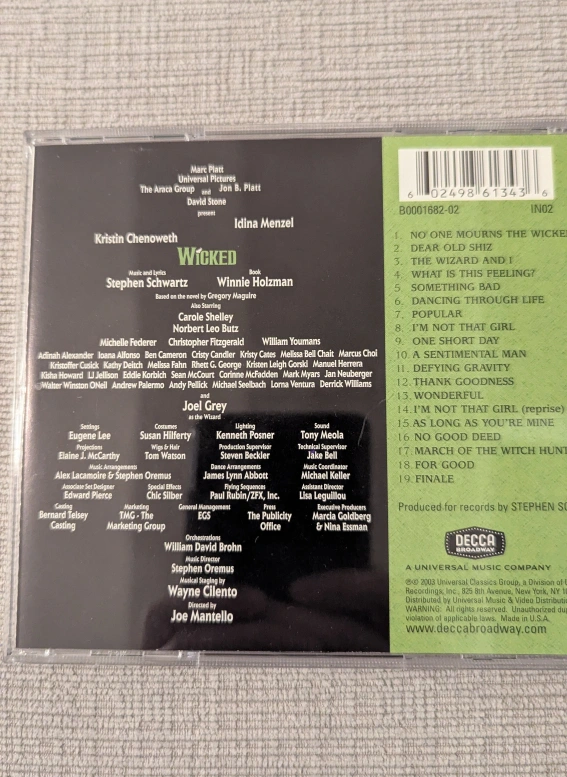 Marc Platt
Universal Pictures
The Araca Group and Jon B. Platt
David Stone
present
Idina Menzel
Kristin Chenoweth
WICKED
Music and Lyrics
Stephen Schwartz
Book
Winnie Holzman
Based on the novel by Gregory Maguire
Also Starring
Carole Shelley
Norbert Leo Butz
Michelle Federer Christopher Fitzgerald William Youmans
Adinah Alexander Ioana Alfonso Ben Cameron Cristy Candler Kristy Cates Melissa Bell Chait Marcus Choi
Kristoffer Cusick Kathy Deitch Melissa Fahn Rhett G. George Kristen Leigh Gorski Manuel Herrera
Kisha Howard LJ Jellison Eddie Korbich Sean McCourt Corinne McFadden Mark Myars Jan Neuberger
Walter Winston ONeil Andrew Palermo Andy Pellick Michael Seelbach Lorna Ventura Derrick Williams
and
Joel Grey
as the Wizard
Settings
Eugene Lee
Costumes
Susan Hilferty
Lighting
Kenneth Posner
Sound
Tony Meola
Projections
Elaine J. McCarthy
Wigs & Hair
Tom Watson
Production Supervisor
Steven Beckler
Technical Supervisor
Jake Bell
Music Arrangements
Alex Lacamoire & Stephen Oremus
Dance Arrangements
James Lynn Abbott
Music Coordinator
Michael Keller
Associate Set Designer
Edward Pierce
Special Effects
Chic Silber
Flying Sequences
Paul Rubin/ZFX, Inc.
Assistant Director
Lisa Leguillou
Casting
Bernard Telsey
Casting
Marketing
TMG - The
Marketing Group
General Management
EGS
Press
The Publicity
Office
Executive Producers
Marcia Goldberg
& Nina Essman
Orchestrations
William David Brohn
Music Director
Stephen Oremus
Musical Staging by
Wayne Cilento
Directed by
Joe Mantello
6 02498 61343 6
B0001682-02 IN02
1. NO ONE MOURNS THE WICKE
2. DEAR OLD SHIZ
3. THE WIZARD AND I
4. WHAT IS THIS FEELING?
5. SOMETHING BAD
6. DANCING THROUGH LIFE
7. POPULAR
8. I'M NOT THAT GIRL
9. ONE SHORT DAY
10. A SENTIMENTAL MAN
11. DEFYING GRAVITY
12. THANK GOODNESS
13. WONDERFUL
14. I'M NOT THAT GIRL (reprise)
15. AS LONG AS YOU'RE MINE
16. NO GOOD DEED
17. MARCH OF THE WITCH HUNT
18. FOR GOOD
19. FINALE
Produced for records by STEPHEN SC
DECCA
BROADWAY
A UNIVERSAL MUSIC COMPANY
℗© 2003 Universal Classics Group, a Division of U
Recordings, Inc., 825 8th Avenue, New York, NY 10
Distributed by Universal Music & Video Distributi
WARNING: All rights reserved. Unauthorized dup
violation of applicable laws. Made in U.S.A.
www.deccabroadway.com